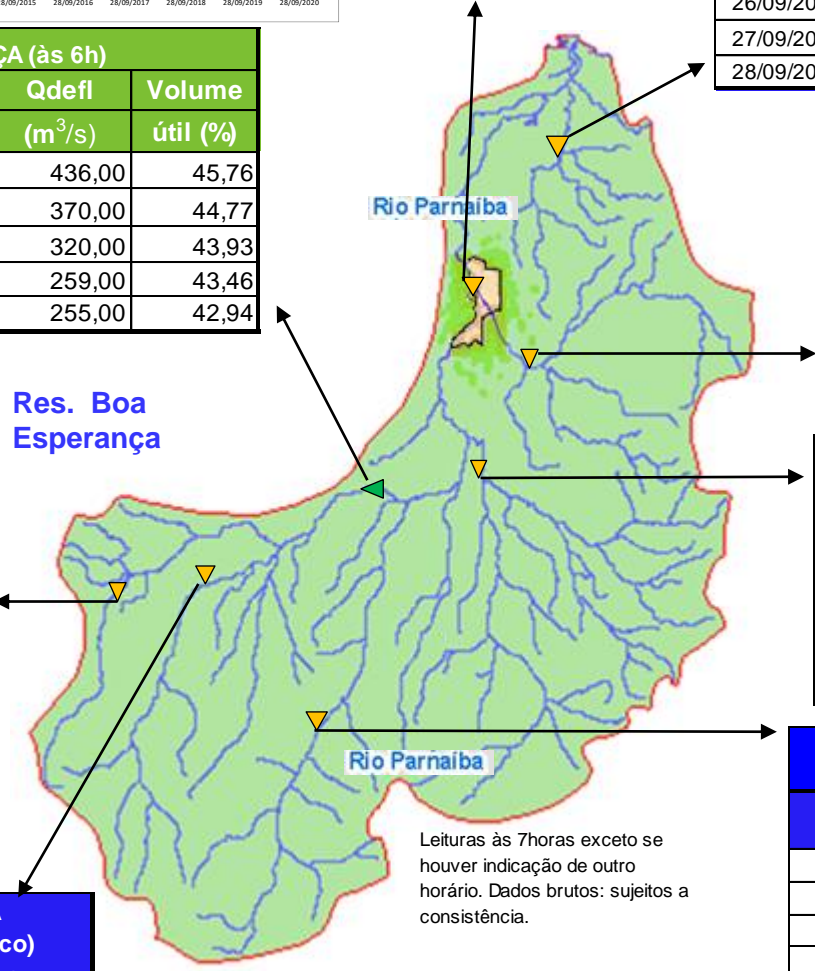 28/09/2015 28/09/2016 28/09/2017 28/09/2018 28/09/2019 28/09/2020
26/09/20
27/09/20
28/09/20
ÇA (às 6h)
Qdefl Volume
(m³/s) útil (%)
436,00 45,76
370,00 44,77
320,00 43,93
259,00 43,46
255,00 42,94
Rio Parnaíba
Res. Boa
Esperança
Rio Parnaíba
Leituras às 7horas exceto se
houver indicação de outro
horário. Dados brutos: sujeitos a
consistência.
co)